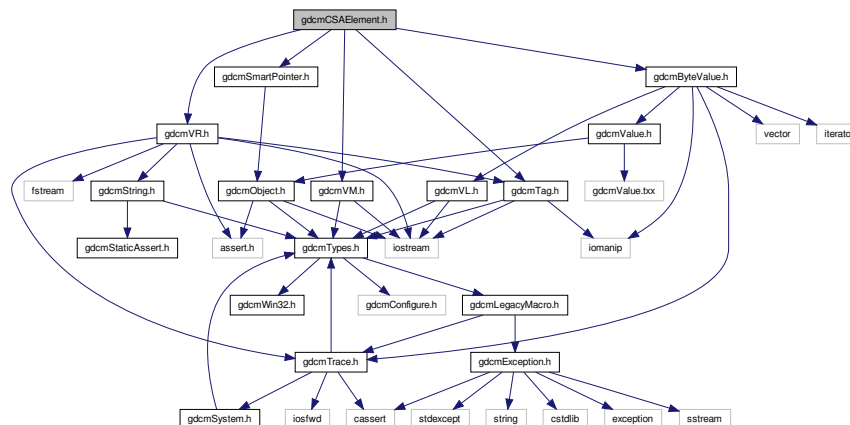 gdcmCSAElement.h
gdcmSmartPointer.h
gdcmByteValue.h
gdcmVR.h
gdcmValue.h
vector
iterator
fstream
gdcmString.h
gdcmObject.h
gdcmVM.h
gdcmVL.h
gdcmTag.h
gdcmValue.txx
gdcmStaticAssert.h
assert.h
gdcmTypes.h
iostream
iomanip
gdcmWin32.h
gdcmConfigure.h
gdcmLegacyMacro.h
gdcmTrace.h
gdcmException.h
gdcmSystem.h
iosfwd
cassert
stdexcept
string
cstdlib
exception
sstream